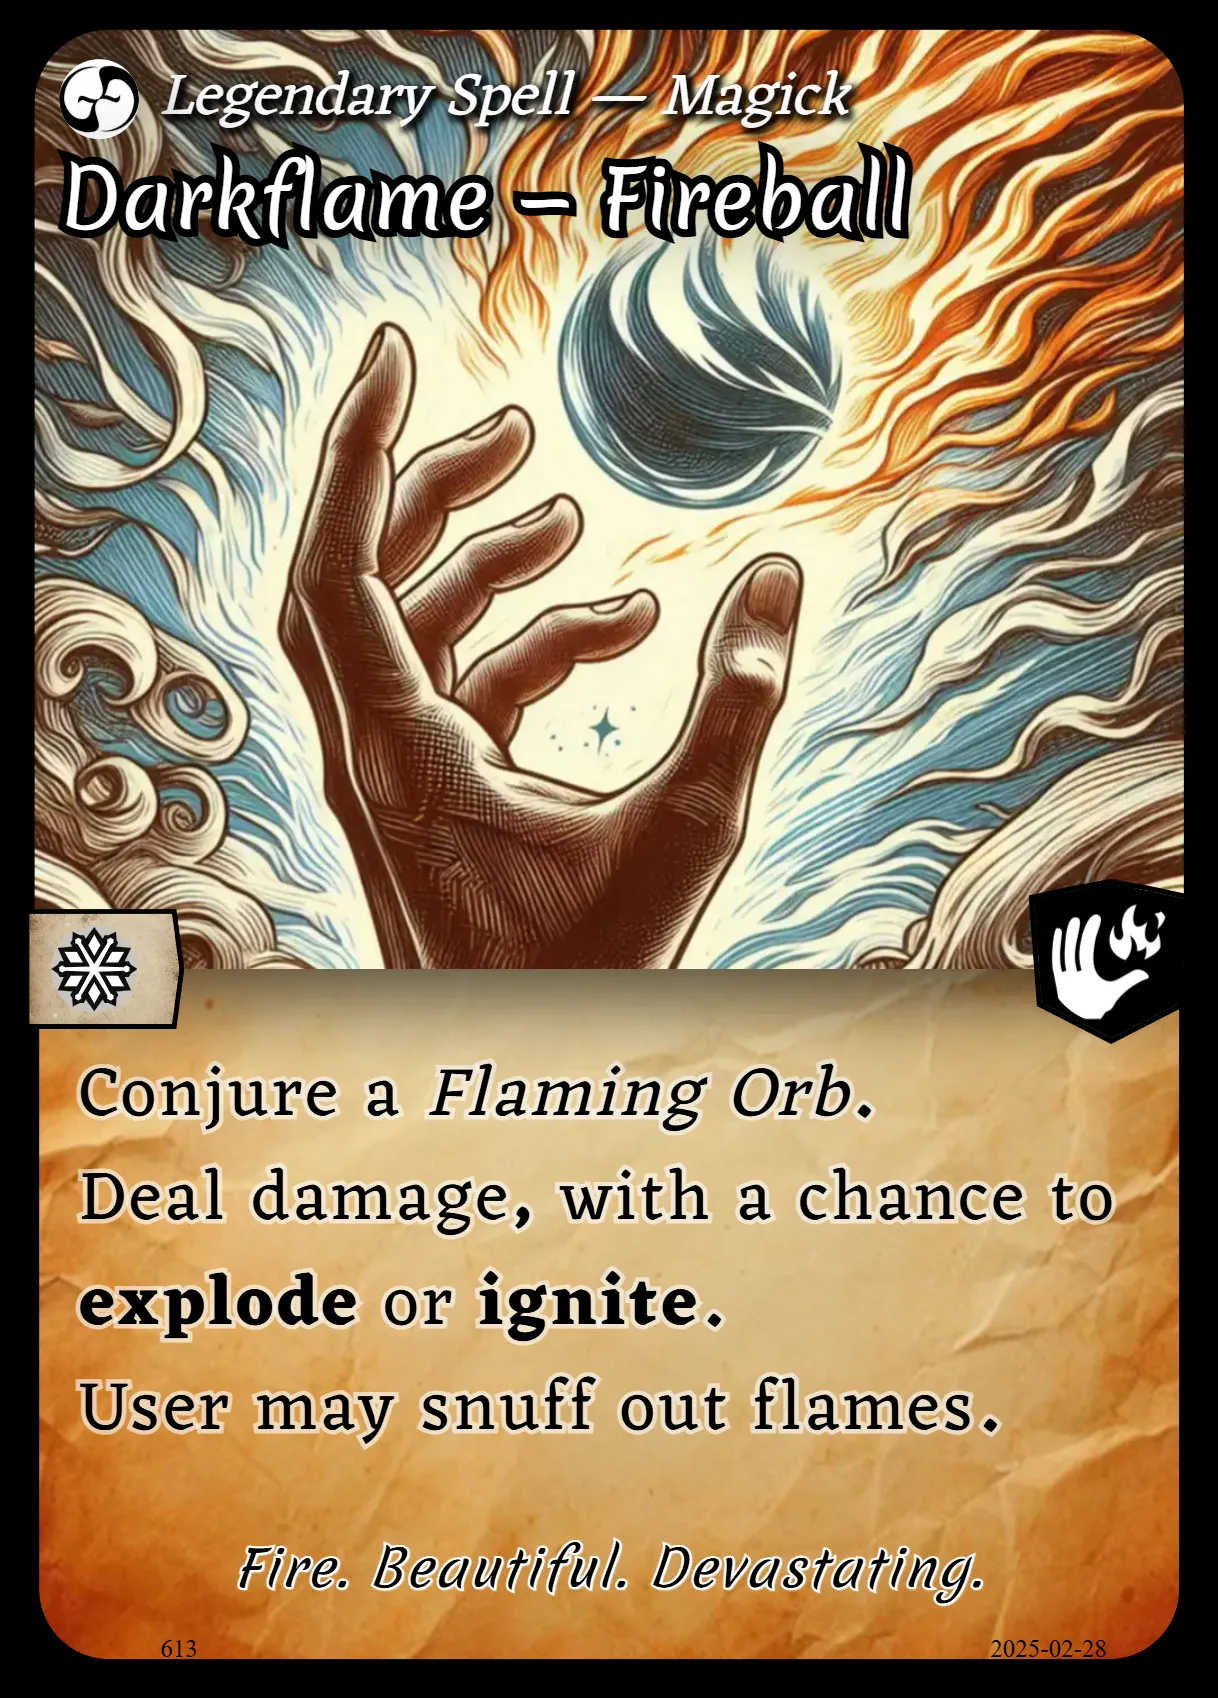 Legendary Spell — Magick
Darkflame – Fireball
Conjure a Flaming Orb.
Deal damage, with a chance to
explode or ignite.
User may snuff out flames.
Fire. Beautiful. Devastating.
613
2025-02-28